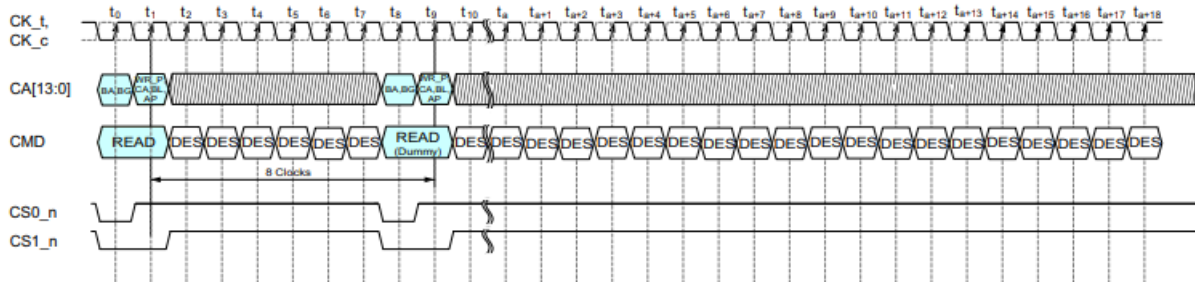 t0 t1 t2 t3 t4 t5 t6 t7 t8 t9 t10 ta ta+1 ta+2 ta+3 ta+4 ta+5 ta+6 ta+7 ta+8 ta+9 ta+10 ta+11 ta+12 ta+13 ta+14 ta+15 ta+16 ta+17 ta+18
CK_t,
CK_c
CA[13:0] BA,BG WR_P CA,BL, AP BA,BG WR_P CA,BL, AP
CMD READ DES DES DES DES DES DES READ (Dummy) DES DES DES DES DES DES DES DES DES DES DES DES DES DES DES DES DES DES DES DES
8 Clocks
CS0_n
CS1_n